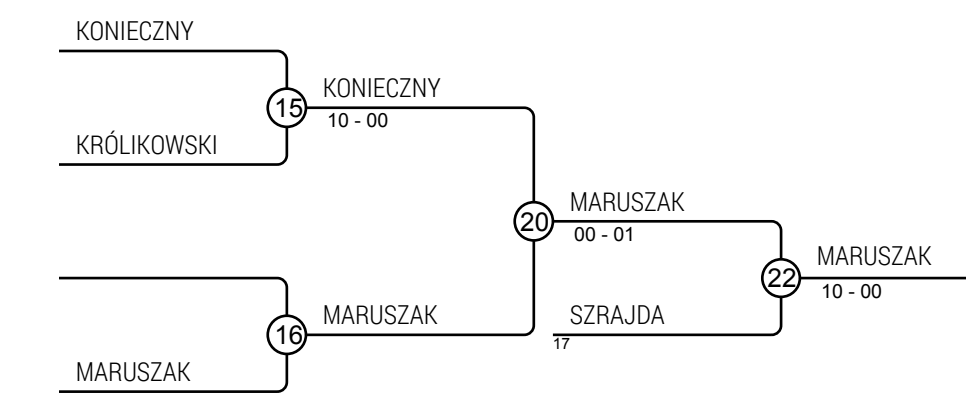 KONIECZNY
KONIECZNY
15
10 - 00
KRÓLIKOWSKI
MARUSZAK
20
00 - 01
MARUSZAK
22
10 - 00
MARUSZAK
16
SZRAJDA
17
MARUSZAK